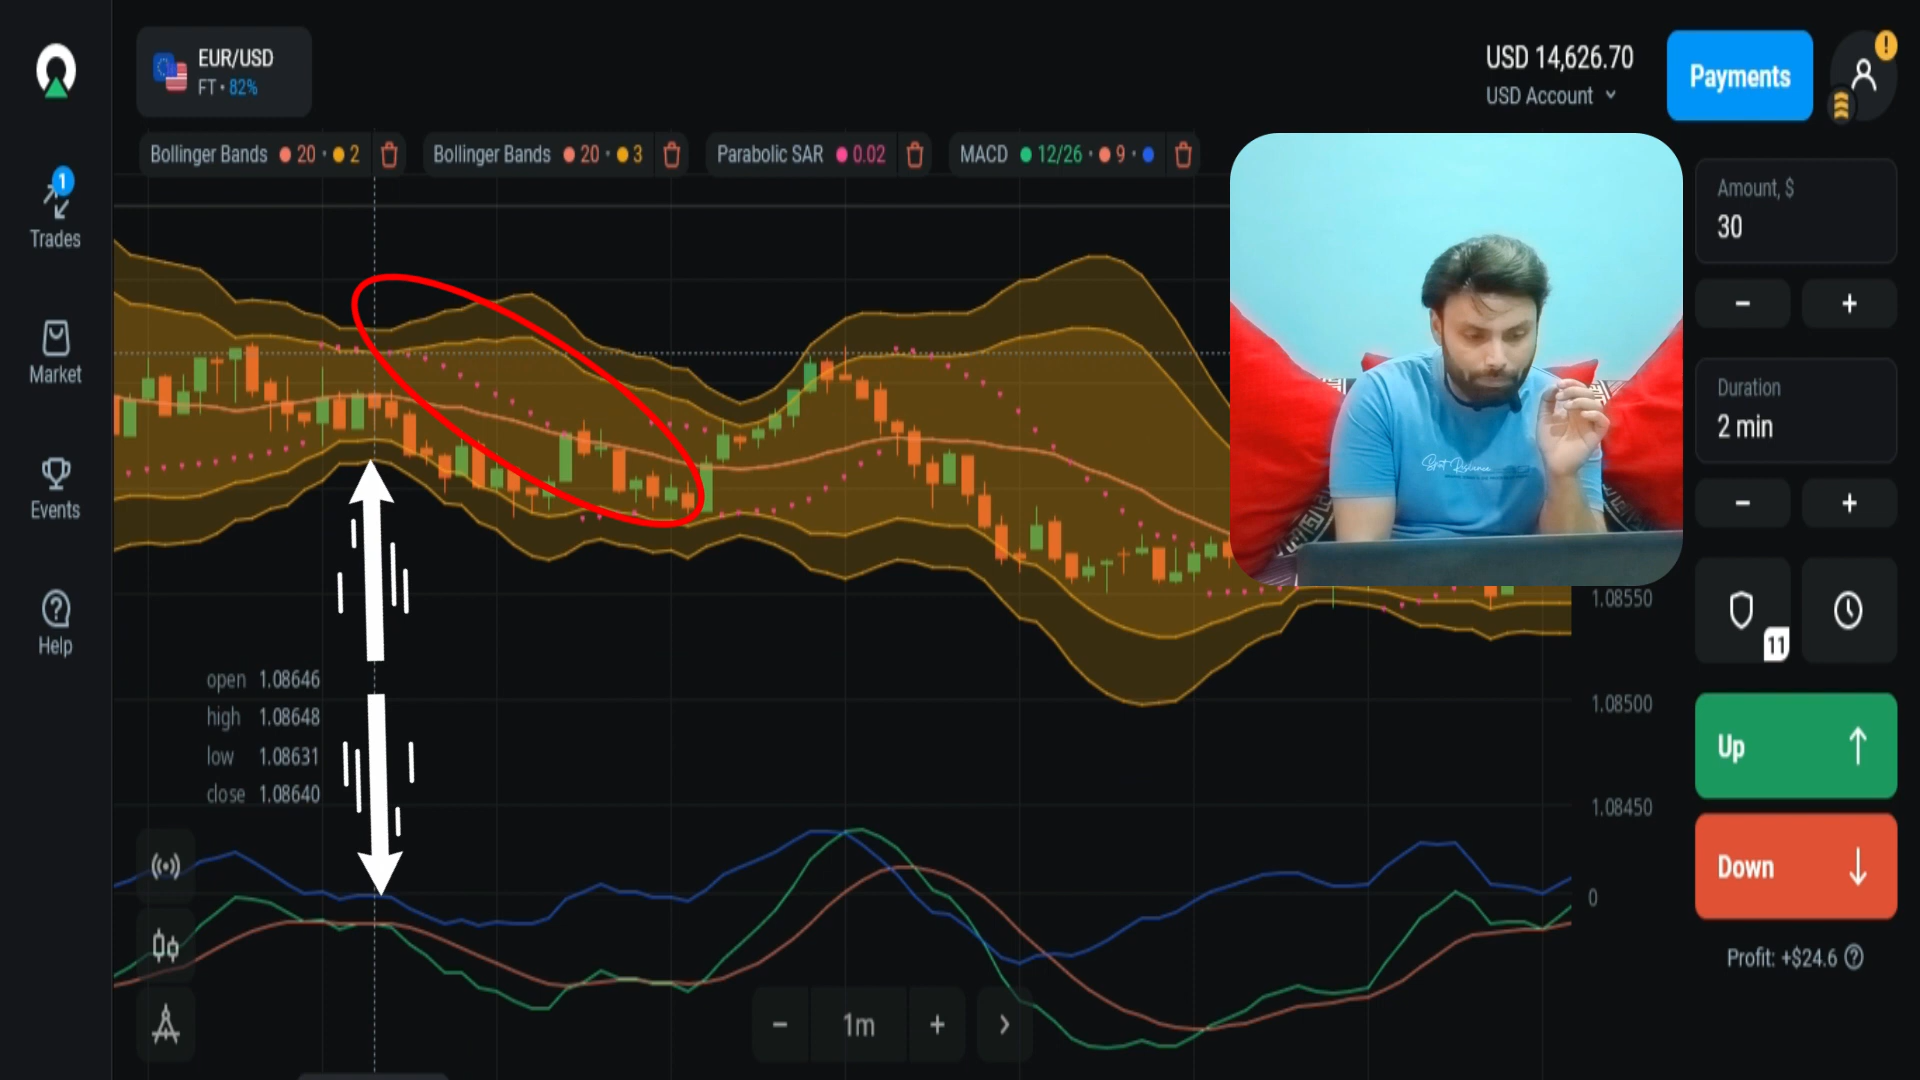 EUR/USD
FT • 82%
USD 14,626.70
USD Account
Payments
!
Bollinger Bands 20 · 2
Bollinger Bands 20 · 3
Parabolic SAR 0.02
MACD 12/26 · 9 ·
1
Trades
Market
Events
Help
Amount, $
30
− +
Duration
2 min
− +
11
Up
Down
Profit: +$24.6 ?
1.08550
1.08500
1.08450
0
open 1.08646
high 1.08648
low 1.08631
close 1.08640
− 1m + >